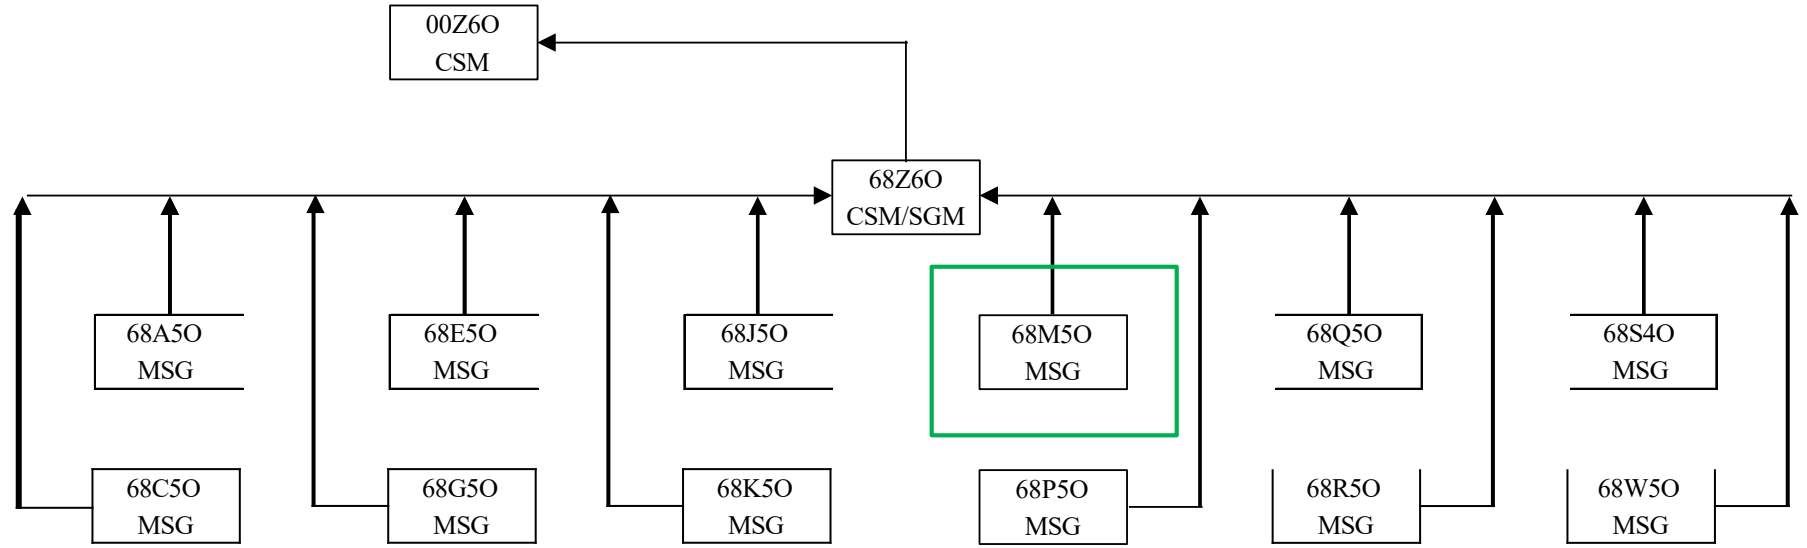 00Z6O
CSM
68Z6O
CSM/SGM
68A5O
MSG
68E5O
MSG
68J5O
MSG
68M5O
MSG
68Q5O
MSG
68S4O
MSG
68C5O
MSG
68G5O
MSG
68K5O
MSG
68P5O
MSG
68R5O
MSG
68W5O
MSG